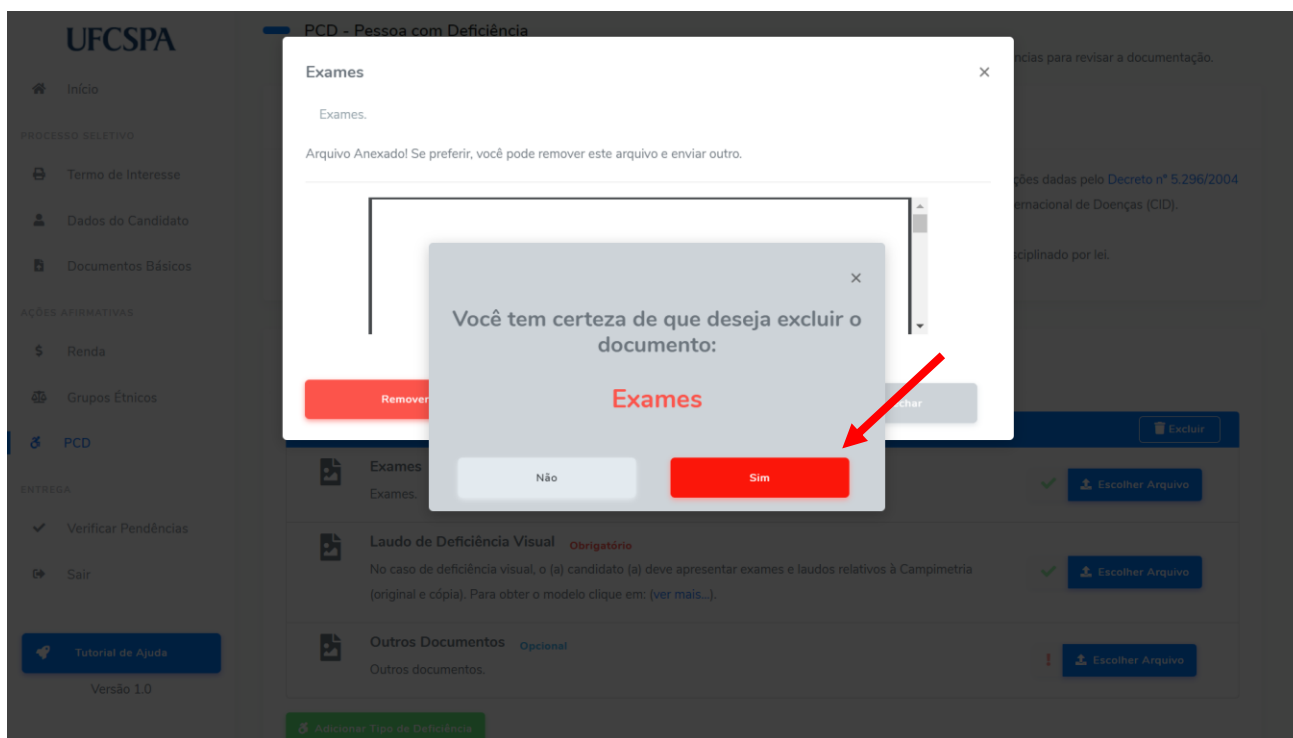 UFCSPA
Início
PROCESSO SELETIVO
Termo de Interesse
Dados do Candidato
Documentos Básicos
AÇÕES AFIRMATIVAS
$ Renda
Grupos Étnicos
PCD
ENTREGA
Verificar Pendências
Sair
Tutorial de Ajuda
Versão 1.0
PCD - Pessoa com Deficiência
ncias para revisar a documentação.
ções dadas pelo Decreto nº 5.296/2004
ernacional de Doenças (CID).
sciplinado por lei.
Exames ×
Exames.
Arquivo Anexado! Se preferir, você pode remover este arquivo e enviar outro.
Remover
char
×
Você tem certeza de que deseja excluir o
documento:
Exames
Não Sim
Excluir
Exames
Exames.
Escolher Arquivo
Laudo de Deficiência Visual Obrigatório
No caso de deficiência visual, o (a) candidato (a) deve apresentar exames e laudos relativos à Campimetria
(original e cópia). Para obter o modelo clique em: (ver mais...).
Escolher Arquivo
Outros Documentos Opcional
Outros documentos.
! Escolher Arquivo
Adicionar Tipo de Deficiência